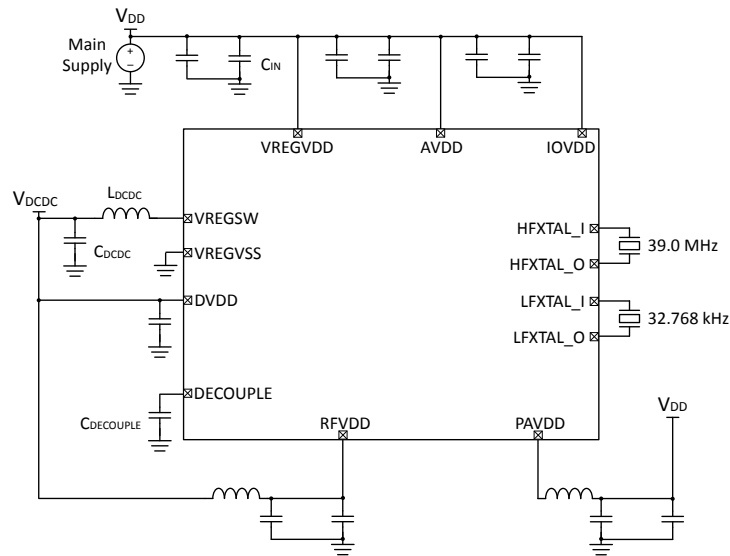 VDD
Main
Supply
+
−
CIN
VREGVDD
AVDD
IOVDD
VDCDC
LDCDC
VREGSW
CDCDC
VREGVSS
DVDD
HFXTAL_I
39.0 MHz
HFXTAL_O
LFXTAL_I
32.768 kHz
LFXTAL_O
DECOUPLE
CDECOUPLE
RFVDD
PAVDD
VDD